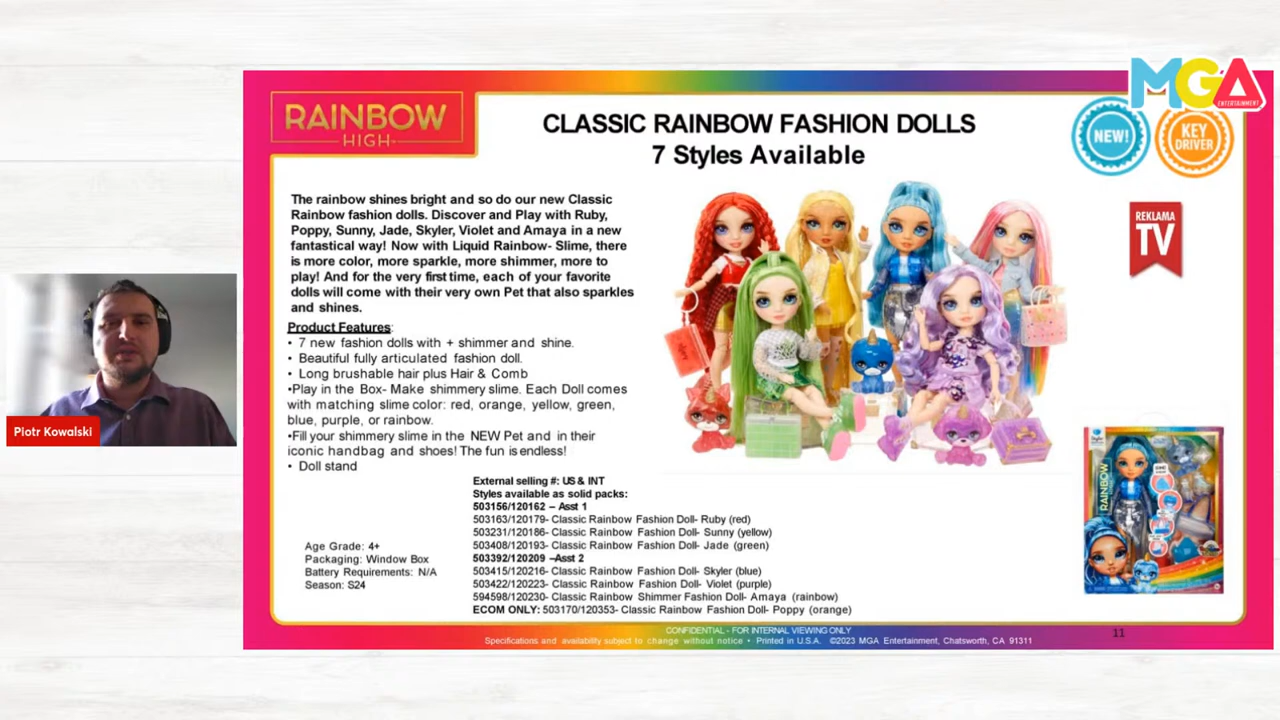 MGA
ENTERTAINMENT
RAINBOW
HIGH
CLASSIC RAINBOW FASHION DOLLS
7 Styles Available
NEW!
KEY
DRIVER
REKLAMA
TV
The rainbow shines bright and so do our new Classic
Rainbow fashion dolls. Discover and Play with Ruby,
Poppy, Sunny, Jade, Skyler, Violet and Amaya in a new
fantastical way! Now with Liquid Rainbow- Slime, there
is more color, more sparkle, more shimmer, more to
play! And for the very first time, each of your favorite
dolls will come with their very own Pet that also sparkles
and shines.
Product Features:
• 7 new fashion dolls with + shimmer and shine.
• Beautiful fully articulated fashion doll.
• Long brushable hair plus Hair & Comb
•Play in the Box- Make shimmery slime. Each Doll comes
with matching slime color: red, orange, yellow, green,
blue, purple, or rainbow.
•Fill your shimmery slime in the NEW Pet and in their
iconic handbag and shoes! The fun is endless!
• Doll stand
Piotr Kowalski
Age Grade: 4+
Packaging: Window Box
Battery Requirements: N/A
Season: S24
External selling #: US & INT
Styles available as solid packs:
503156/120162 – Asst 1
503163/120179- Classic Rainbow Fashion Doll- Ruby (red)
503231/120186- Classic Rainbow Fashion Doll- Sunny (yellow)
503408/120193- Classic Rainbow Fashion Doll- Jade (green)
503392/120209 –Asst 2
503415/120216- Classic Rainbow Fashion Doll- Skyler (blue)
503422/120223- Classic Rainbow Fashion Doll- Violet (purple)
594598/120230- Classic Rainbow Shimmer Fashion Doll- Amaya (rainbow)
ECOM ONLY: 503170/120353- Classic Rainbow Fashion Doll- Poppy (orange)
RAINBOW
CONFIDENTIAL - FOR INTERNAL VIEWING ONLY
Specifications and availability subject to change without notice • Printed in U.S.A. ©2023 MGA Entertainment, Chatsworth, CA 91311
11